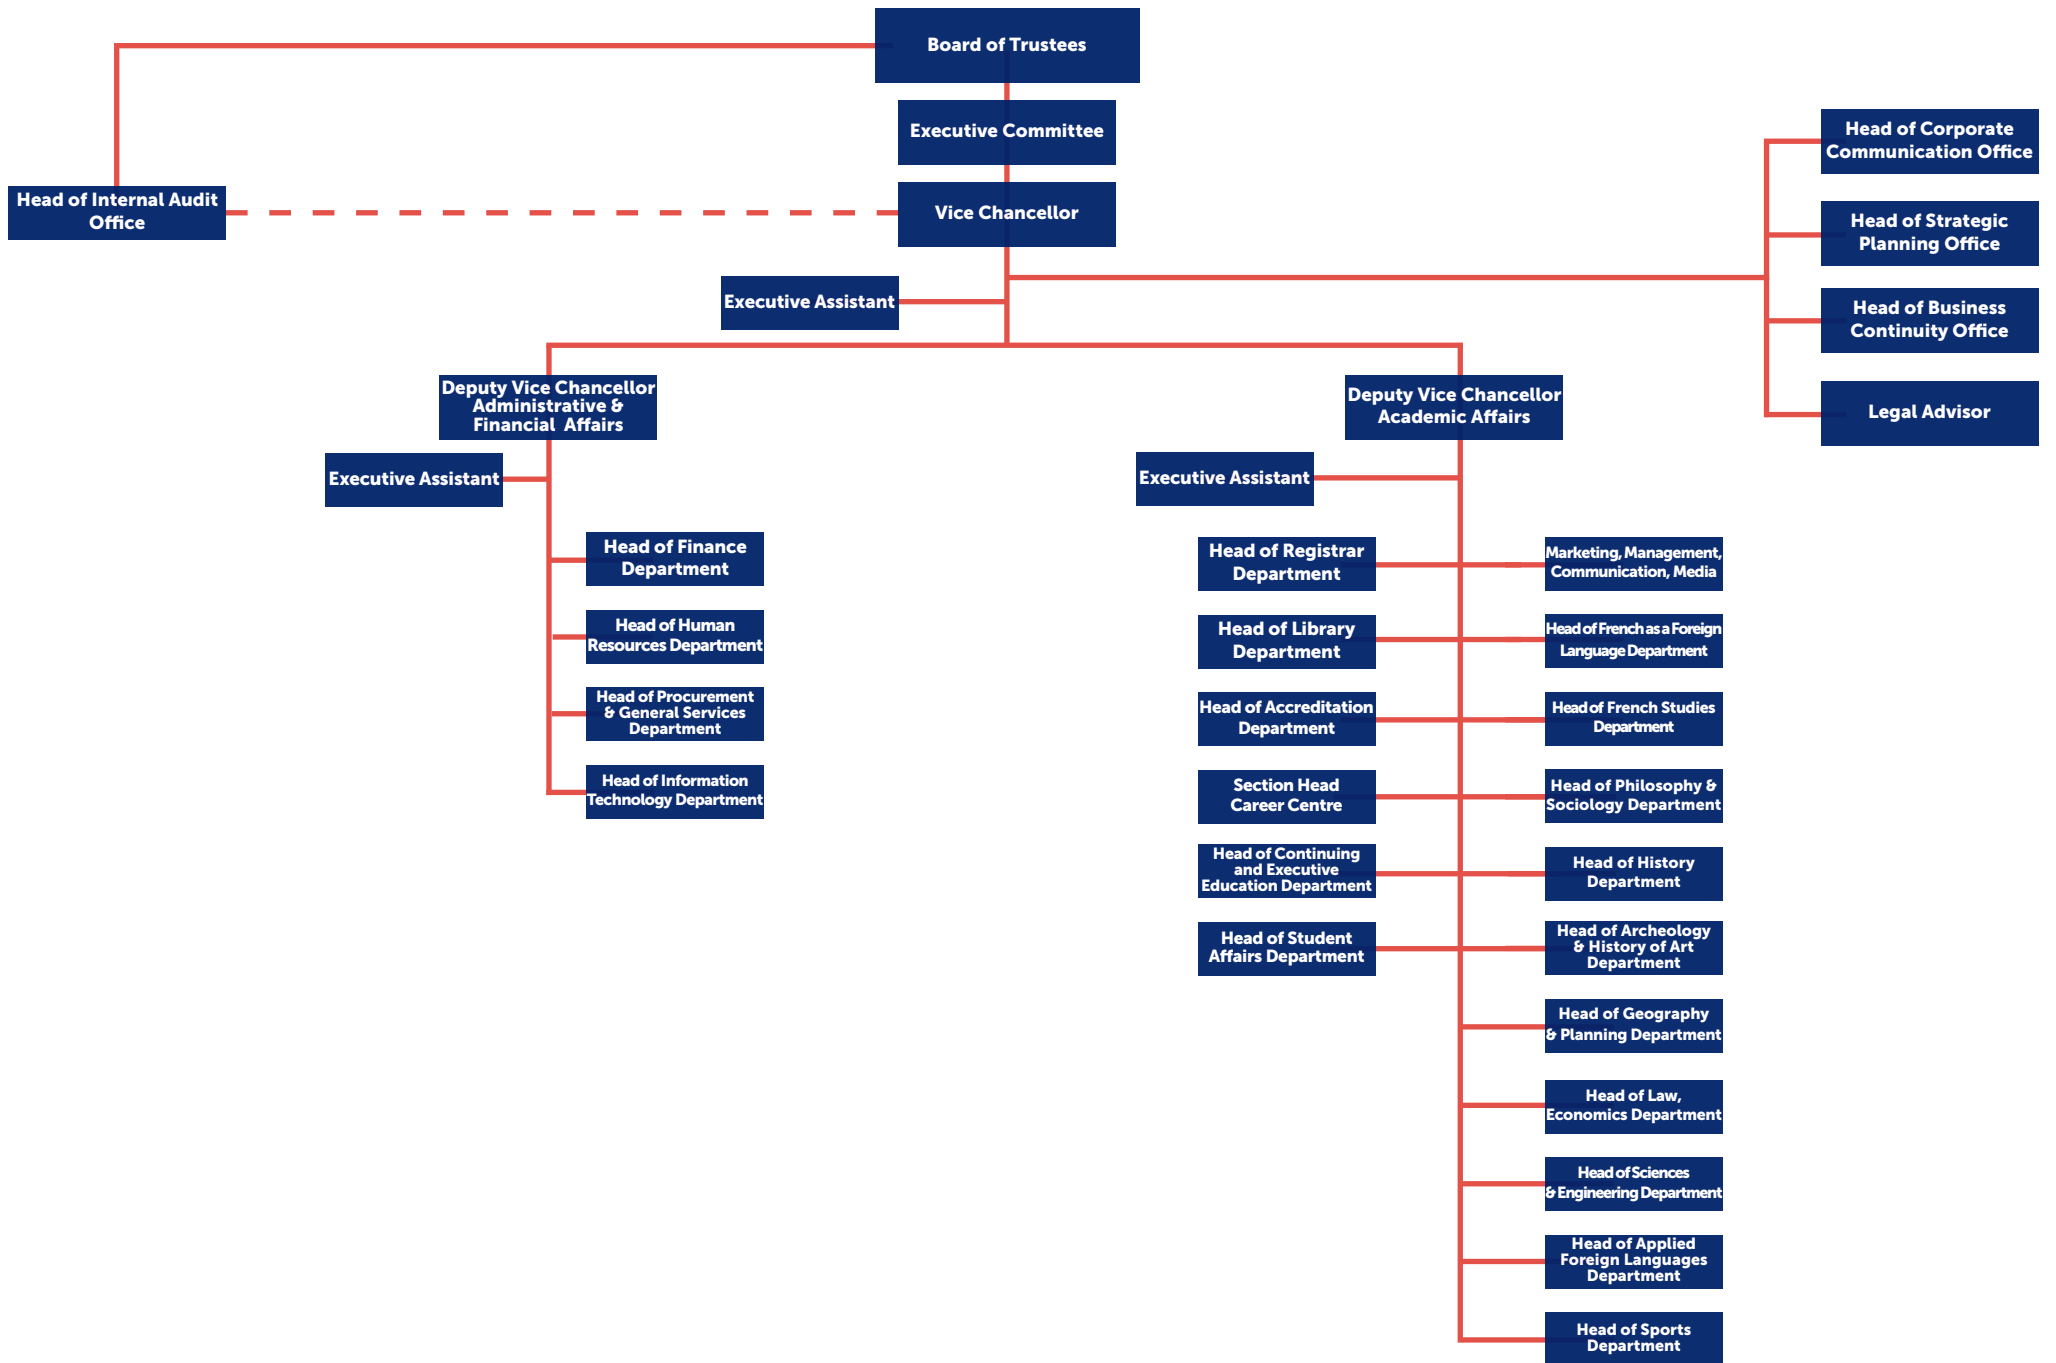 Board of Trustees
Executive Committee
Head of Corporate
Communication Office
Head of Internal Audit
Office
Vice Chancellor
Head of Strategic
Planning Office
Executive Assistant
Head of Business
Continuity Office
Deputy Vice Chancellor
Administrative &
Financial Affairs
Deputy Vice Chancellor
Academic Affairs
Legal Advisor
Executive Assistant
Executive Assistant
Head of Finance
Department
Head of Human
Resources Department
Head of Procurement
& General Services
Department
Head of Information
Technology Department
Head of Registrar
Department
Head of Library
Department
Head of Accreditation
Department
Section Head
Career Centre
Head of Continuing
and Executive
Education Department
Head of Student
Affairs Department
Marketing, Management,
Communication, Media
Head of French as a Foreign
Language Department
Head of French Studies
Department
Head of Philosophy &
Sociology Department
Head of History
Department
Head of Archeology
& History of Art
Department
Head of Geography
& Planning Department
Head of Law,
Economics Department
Head of Sciences
& Engineering Department
Head of Applied
Foreign Languages
Department
Head of Sports
Department